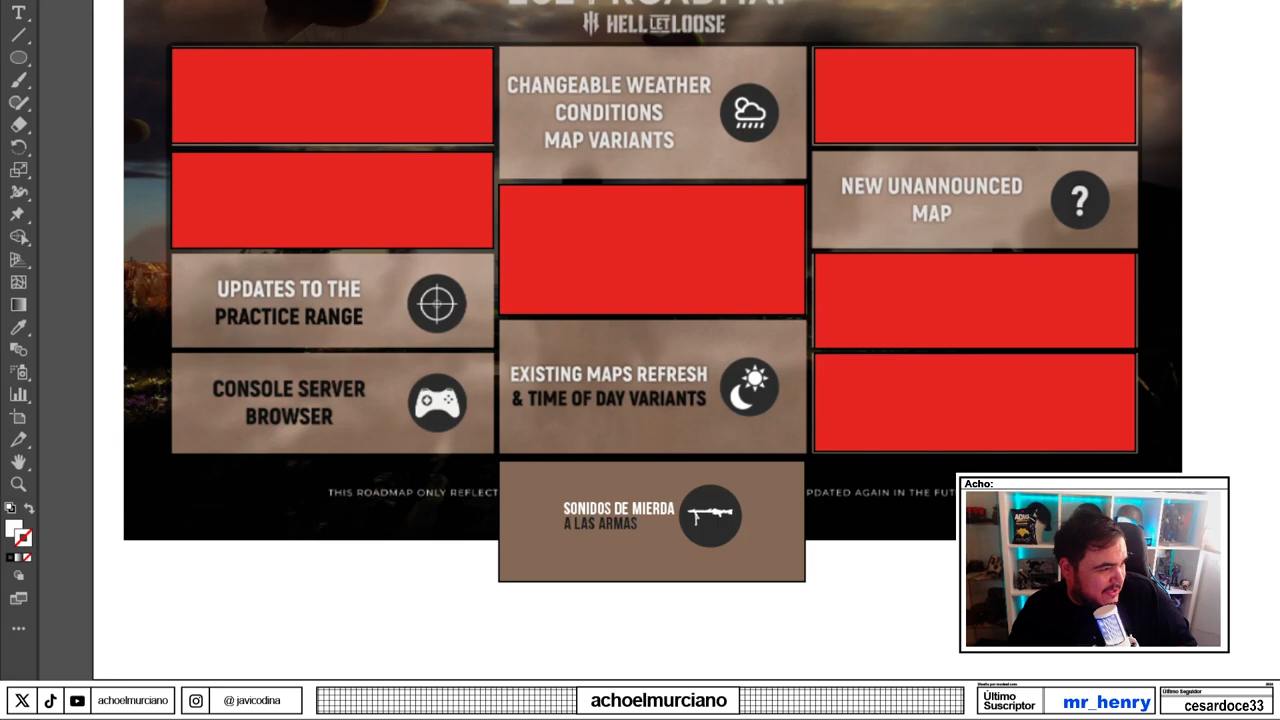 HELL LET LOOSE
CHANGEABLE WEATHER
CONDITIONS
MAP VARIANTS
NEW UNANNOUNCED
MAP
?
UPDATES TO THE
PRACTICE RANGE
CONSOLE SERVER
BROWSER
EXISTING MAPS REFRESH
& TIME OF DAY VARIANTS
THIS ROADMAP ONLY REFLECT
PDATED AGAIN IN THE FUT
SONIDOS DE MIERDA
A LAS ARMAS
Acho:
achoelmurciano
@ javicodina
achoelmurciano
Último
Suscriptor
mr_henry
Último Seguidor
cesardoce33